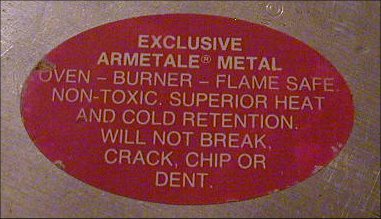 EXCLUSIVE
ARMETALE® METAL
OVEN – BURNER – FLAME SAFE.
NON-TOXIC. SUPERIOR HEAT
AND COLD RETENTION.
WILL NOT BREAK,
CRACK, CHIP OR
DENT.